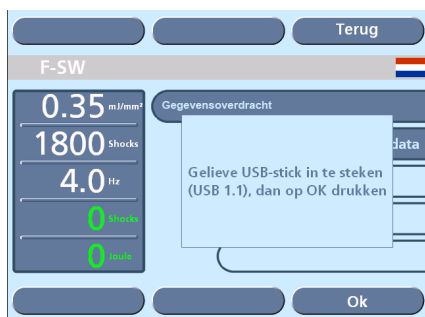 Terug
F-SW
0.35 mJ/mm²
1800 Shocks
4.0 Hz
0 Shocks
0 Joule
Gegevensoverdracht
data
Gelieve USB-stick in te steken
(USB 1.1), dan op OK drukken
Ok